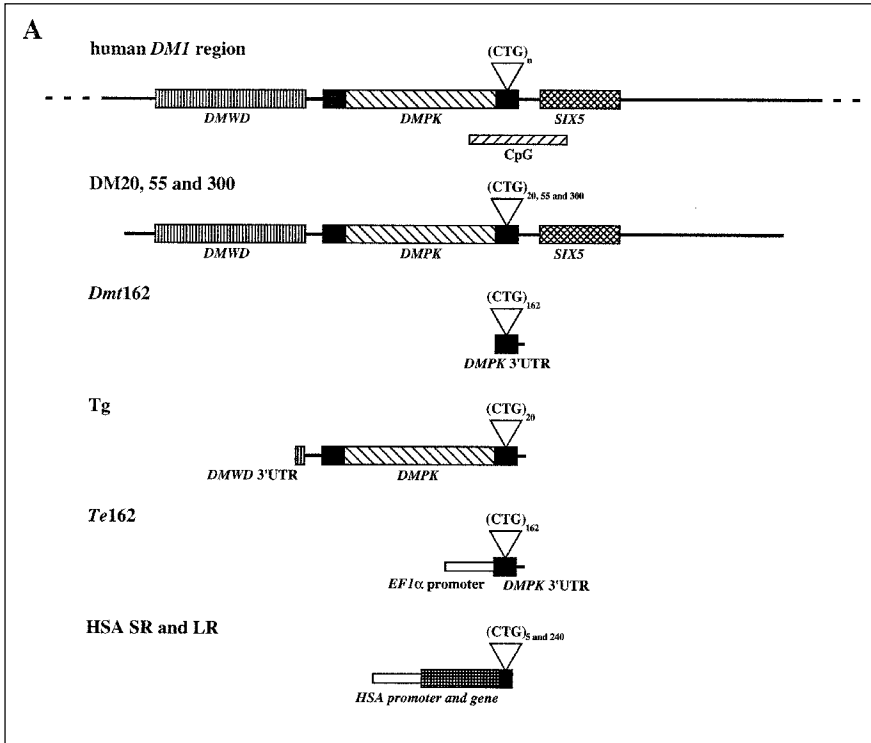 A
human DM1 region
(CTG)n
DMWD
DMPK
SIX5
CpG
DM20, 55 and 300
(CTG)20, 55 and 300
DMWD
DMPK
SIX5
Dmt162
(CTG)162
DMPK 3'UTR
Tg
(CTG)20
DMWD 3'UTR
DMPK
Te162
(CTG)162
EF1α promoter
DMPK 3'UTR
HSA SR and LR
(CTG)5 and 240
HSA promoter and gene